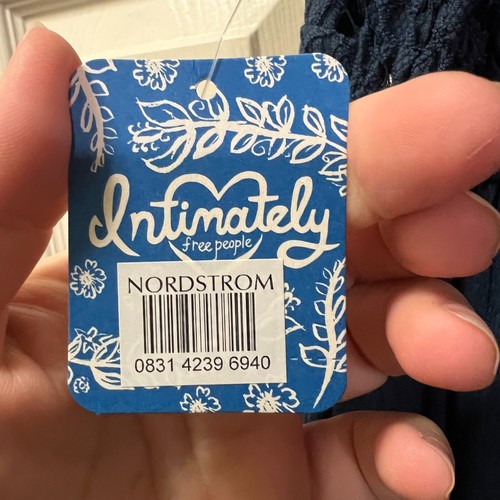 Intimately
free people
NORDSTROM
0831 4239 6940